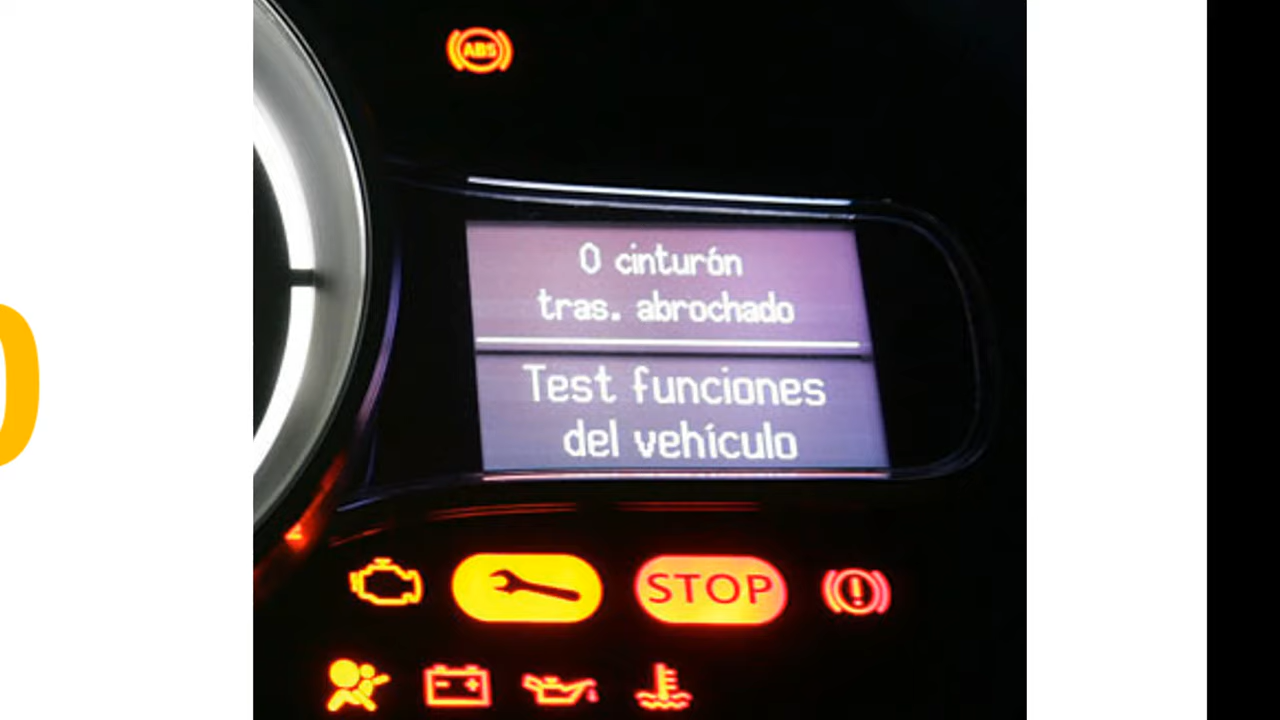 ABS
0 cinturón
tras. abrochado
Test funciones
del vehículo
STOP